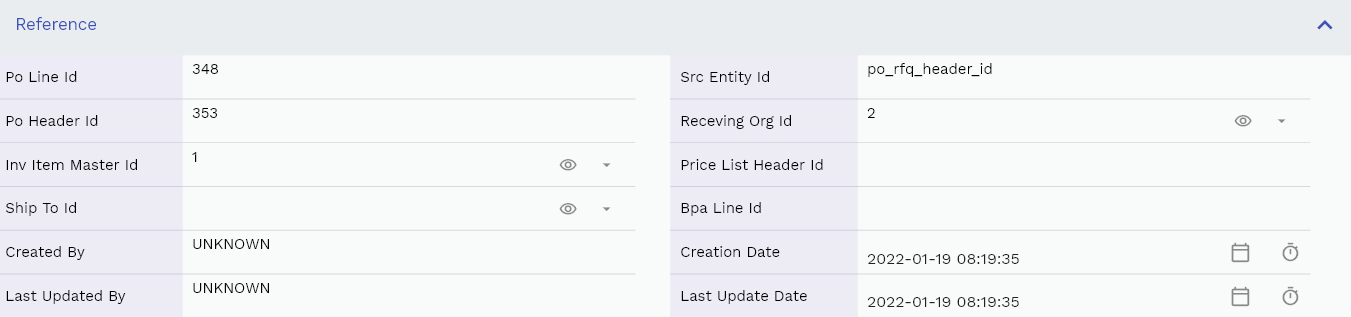 Reference
Po Line Id 348 Src Entity Id po_rfq_header_id
Po Header Id 353 Receving Org Id 2
Inv Item Master Id 1 Price List Header Id
Ship To Id Bpa Line Id
Created By UNKNOWN Creation Date 2022-01-19 08:19:35
Last Updated By UNKNOWN Last Update Date 2022-01-19 08:19:35